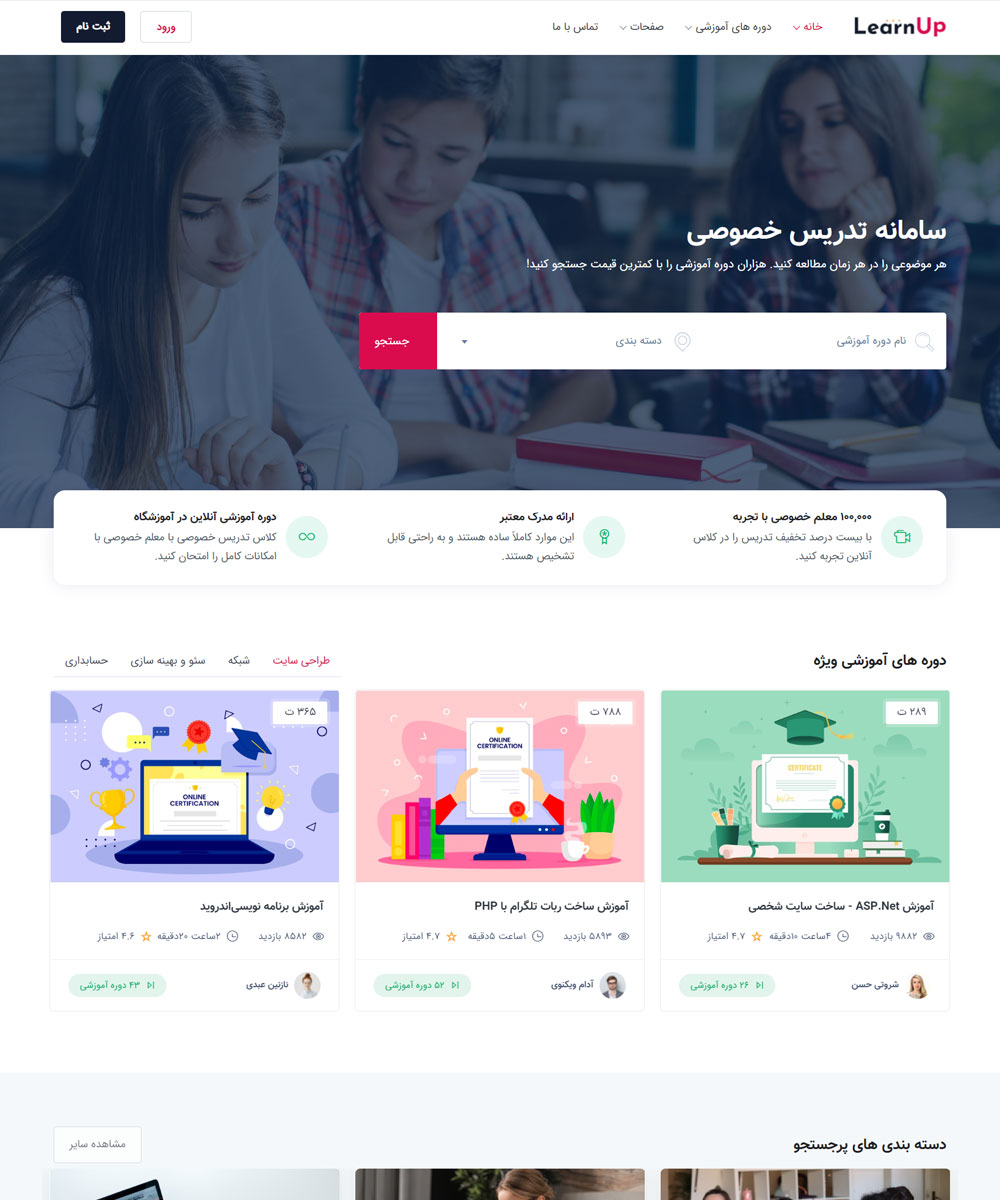 LearnUp
خانه
دوره های آموزشی
صفحات
تماس با ما
ورود
ثبت نام
سامانه تدریس خصوصی
هر موضوعی را در هر زمان مطالعه کنید. هزاران دوره آموزشی را با کمترین قیمت جستجو کنید!
نام دوره آموزشی
دسته بندی
جستجو
۱۰۰,۰۰۰ معلم خصوصی با تجربه
با بیست درصد تخفیف تدریس را در کلاس
آنلاین تجربه کنید.
ارائه مدرک معتبر
این موارد کاملاً ساده هستند و به راحتی قابل
تشخیص هستند.
دوره آموزشی آنلاین در آموزشگاه
کلاس تدریس خصوصی با معلم خصوصی با
امکانات کامل را امتحان کنید.
دوره های آموزشی ویژه
طراحی سایت
شبکه
سئو و بهینه سازی
حسابداری
۲۸۹ ت
CERTIFICATE
آموزش ASP.Net - ساخت سایت شخصی
۹۸۸۲ بازدید
۴ساعت ۱۰دقیقه
۴.۷ امتیاز
شروتی حسن
۲۶ دوره آموزشی
۷۸۸ ت
ONLINE
CERTIFICATION
آموزش ساخت ربات تلگرام با PHP
۵۸۹۳ بازدید
۱ساعت ۵دقیقه
۴.۷ امتیاز
آدام ویکتوی
۵۲ دوره آموزشی
۳۶۵ ت
ONLINE
CERTIFICATION
آموزش برنامه نویسی‌اندروید
۸۵۸۲ بازدید
۲ساعت ۲۰دقیقه
۴.۶ امتیاز
نازنین عبدی
۴۳ دوره آموزشی
دسته بندی های پرجستجو
مشاهده سایر